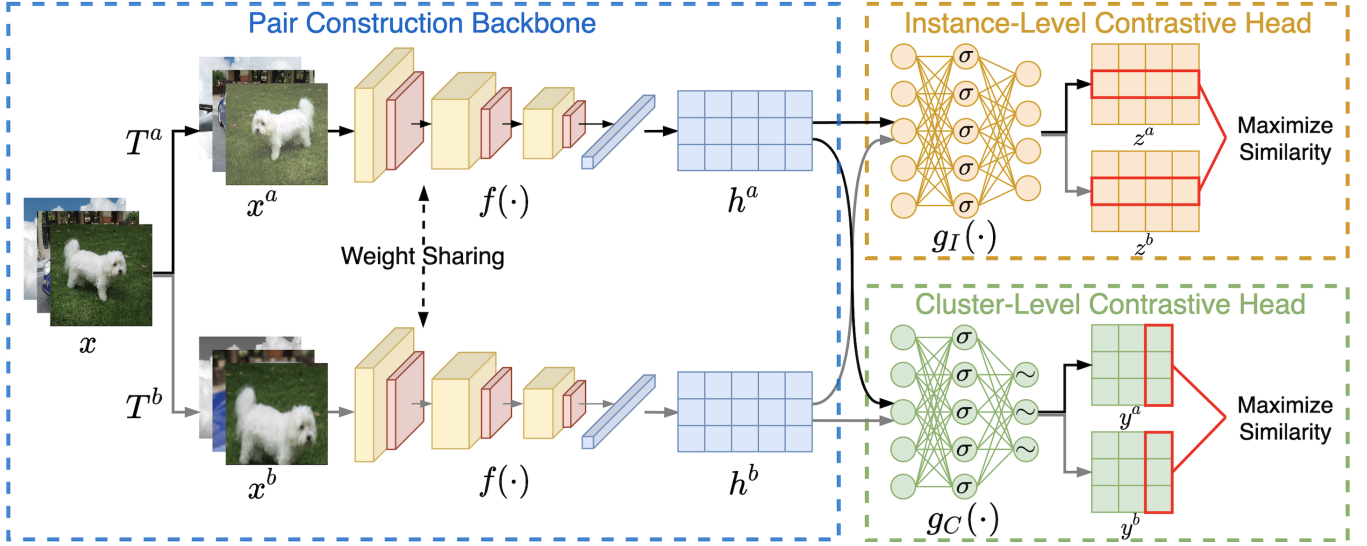 Pair Construction Backbone
T^a
x^a
f(·)
h^a
x
Weight Sharing
T^b
x^b
f(·)
h^b
Instance-Level Contrastive Head
σ
σ
σ
σ
σ
g_I(·)
z^a
z^b
Maximize
Similarity
Cluster-Level Contrastive Head
σ
σ
σ
σ
σ
∼
∼
∼
g_C(·)
y^a
y^b
Maximize
Similarity